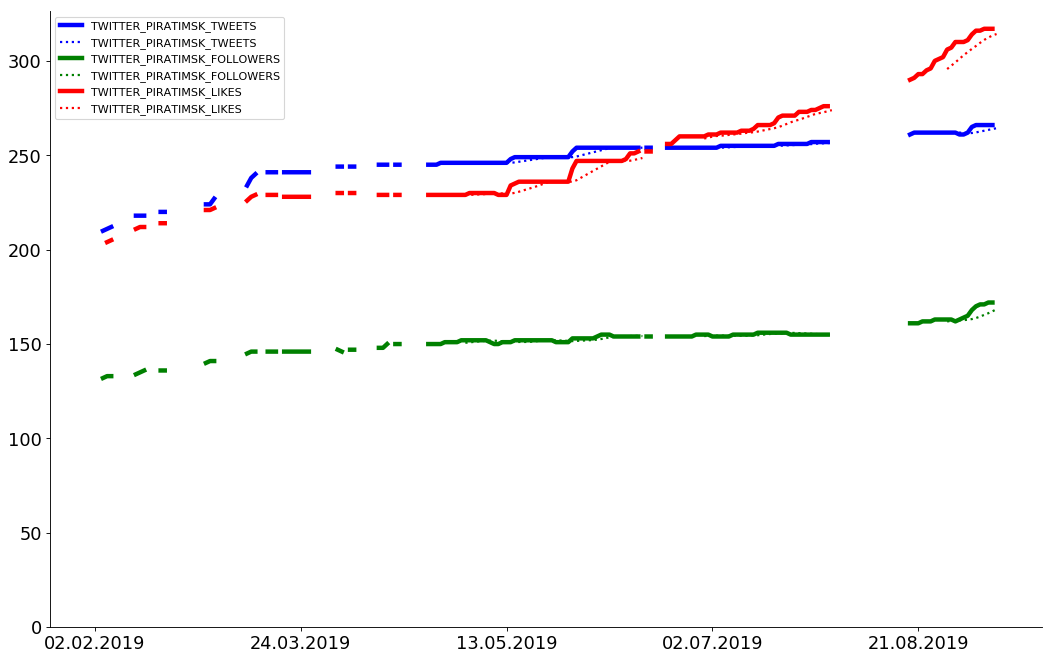 TWITTER_PIRATIMSK_TWEETS
TWITTER_PIRATIMSK_TWEETS
TWITTER_PIRATIMSK_FOLLOWERS
TWITTER_PIRATIMSK_FOLLOWERS
TWITTER_PIRATIMSK_LIKES
TWITTER_PIRATIMSK_LIKES
300
250
200
150
100
50
0
02.02.2019 24.03.2019 13.05.2019 02.07.2019 21.08.2019